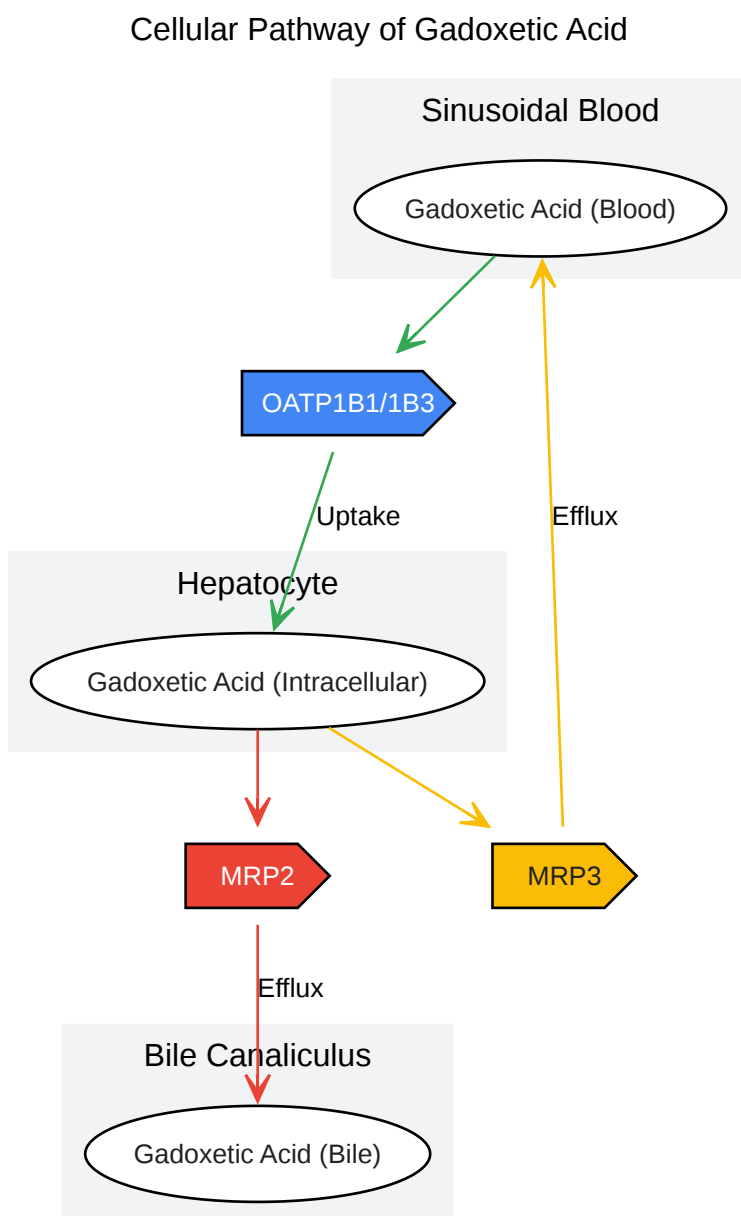 Cellular Pathway of Gadoxetic Acid
Sinusoidal Blood
Gadoxetic Acid (Blood)
OATP1B1/1B3
Uptake
Efflux
Hepatocyte
Gadoxetic Acid (Intracellular)
MRP2
MRP3
Efflux
Bile Canaliculus
Gadoxetic Acid (Bile)